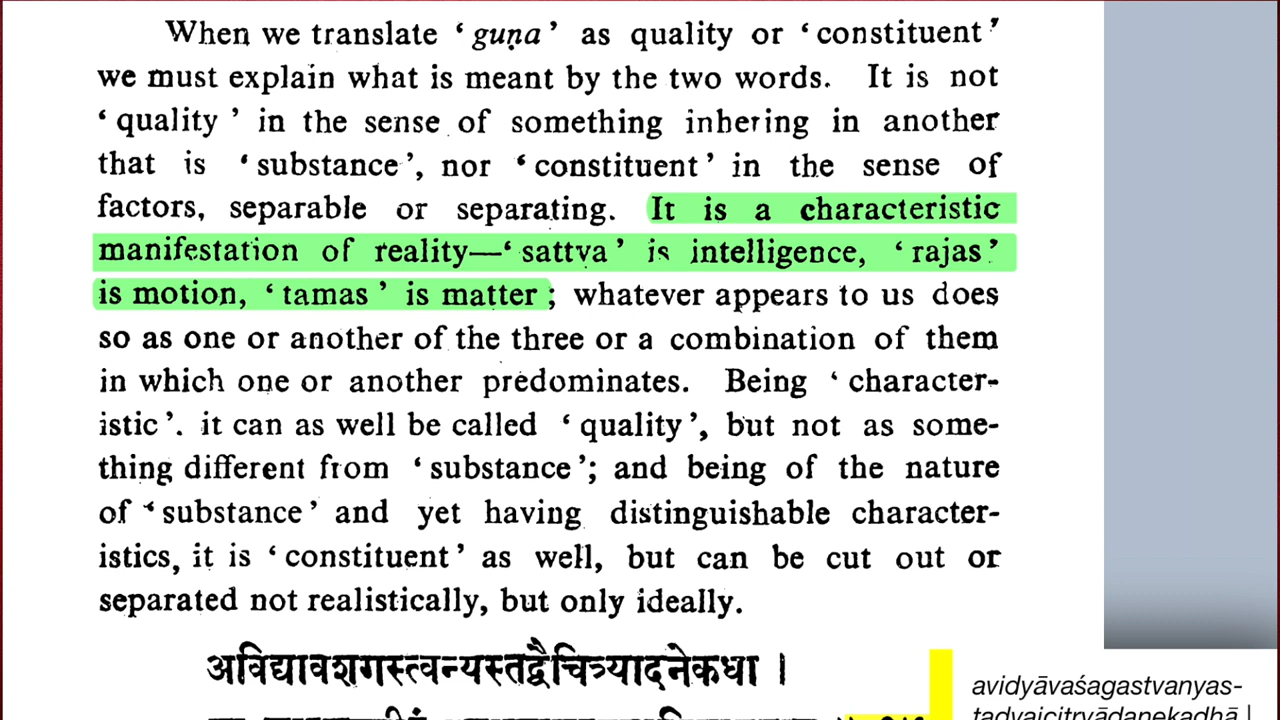 When we translate ‘guṇa’ as quality or ‘constituent’
we must explain what is meant by the two words. It is not
‘quality’ in the sense of something inhering in another
that is ‘substance’, nor ‘constituent’ in the sense of
factors, separable or separating. It is a characteristic
manifestation of reality—‘sattva’ is intelligence, ‘rajas’
is motion, ‘tamas’ is matter; whatever appears to us does
so as one or another of the three or a combination of them
in which one or another predominates. Being ‘character-
istic’. it can as well be called ‘quality’, but not as some-
thing different from ‘substance’; and being of the nature
of ‘substance’ and yet having distinguishable character-
istics, it is ‘constituent’ as well, but can be cut out or
separated not realistically, but only ideally.
अविद्यावशगस्त्वन्यस्तद्वैचित्र्यादनेकधा ।
avidyāvaśagastvanyas-
tadvaicitryādanekadhā |